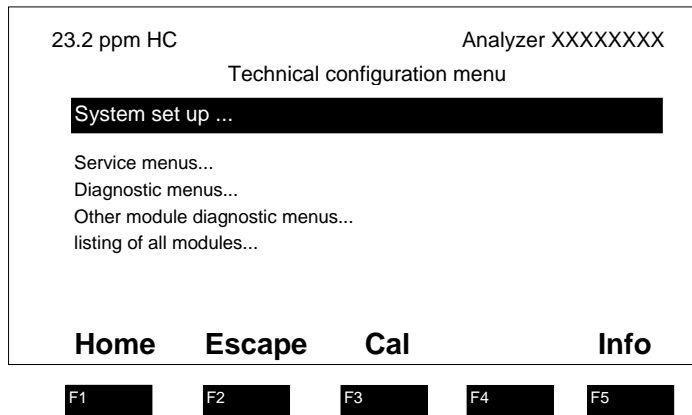 23.2 ppm HC Analyzer XXXXXXXX
Technical configuration menu
System set up ...
Service menus...
Diagnostic menus...
Other module diagnostic menus...
listing of all modules...
Home Escape Cal Info
F1 F2 F3 F4 F5